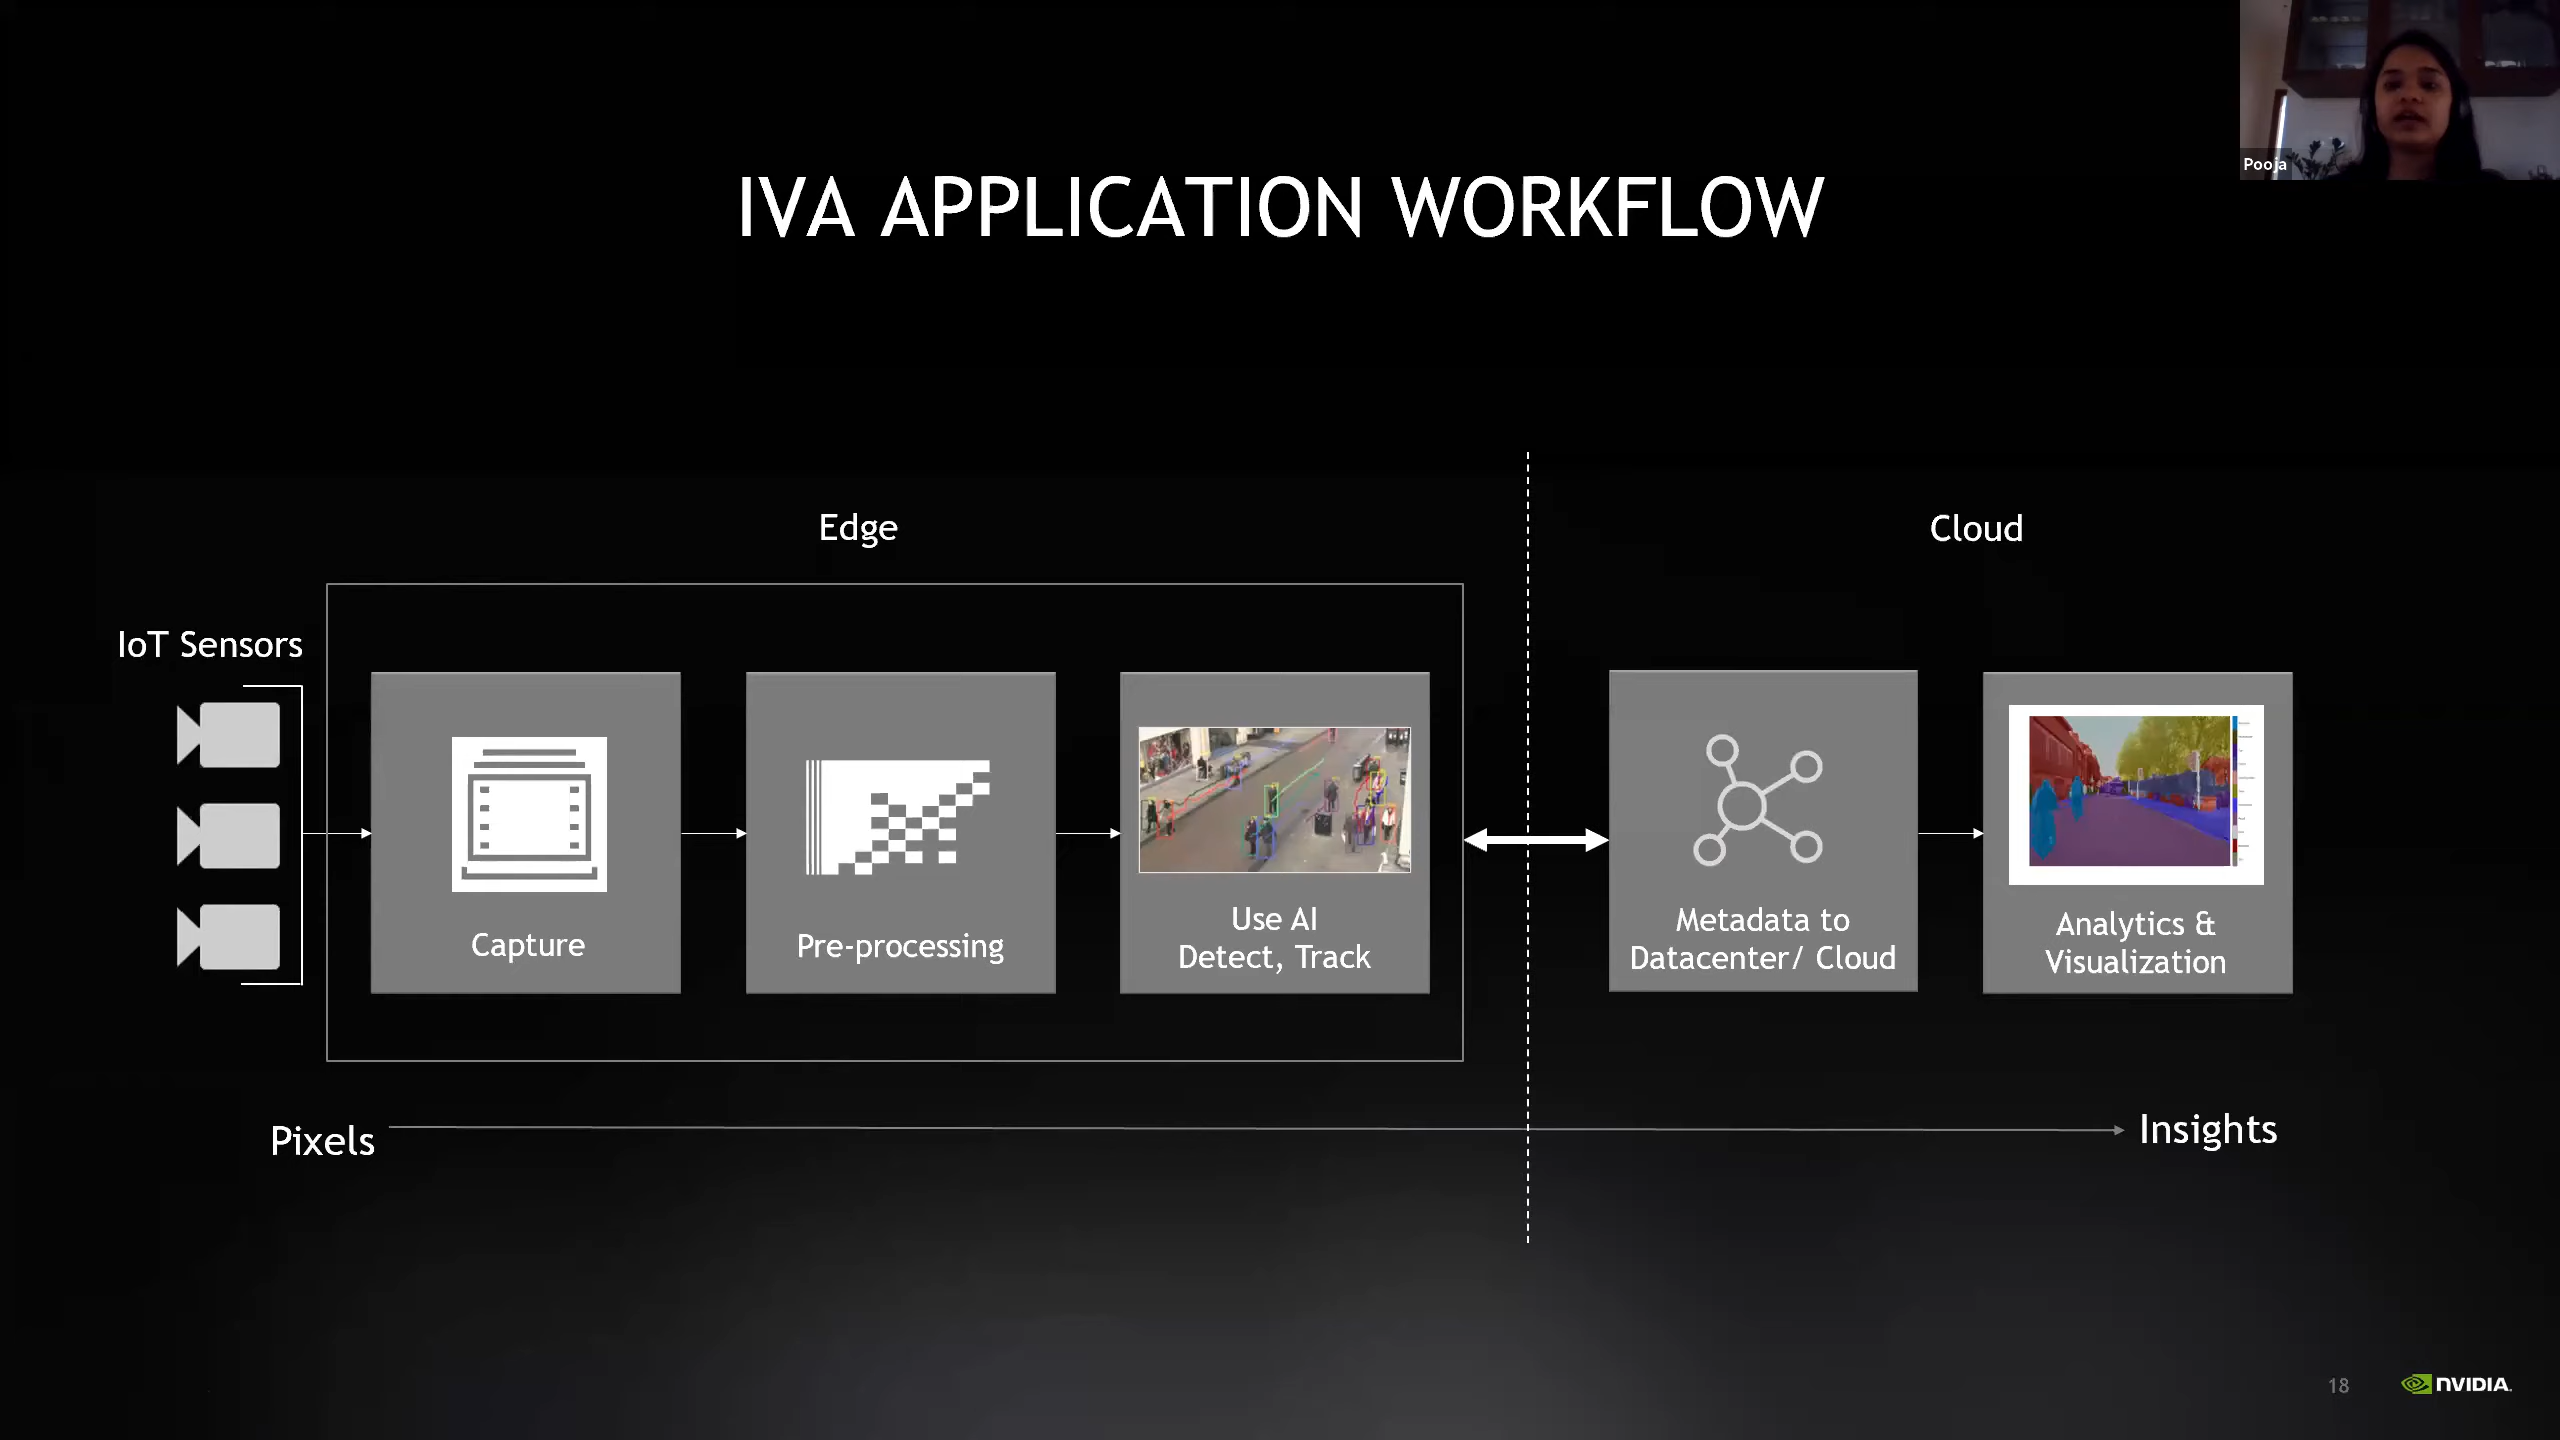 Pooja
IVA APPLICATION WORKFLOW
Edge
Cloud
IoT Sensors
Capture
Pre-processing
Use AI
Detect, Track
Metadata to
Datacenter/ Cloud
Analytics &
Visualization
Pixels
Insights
18
NVIDIA.